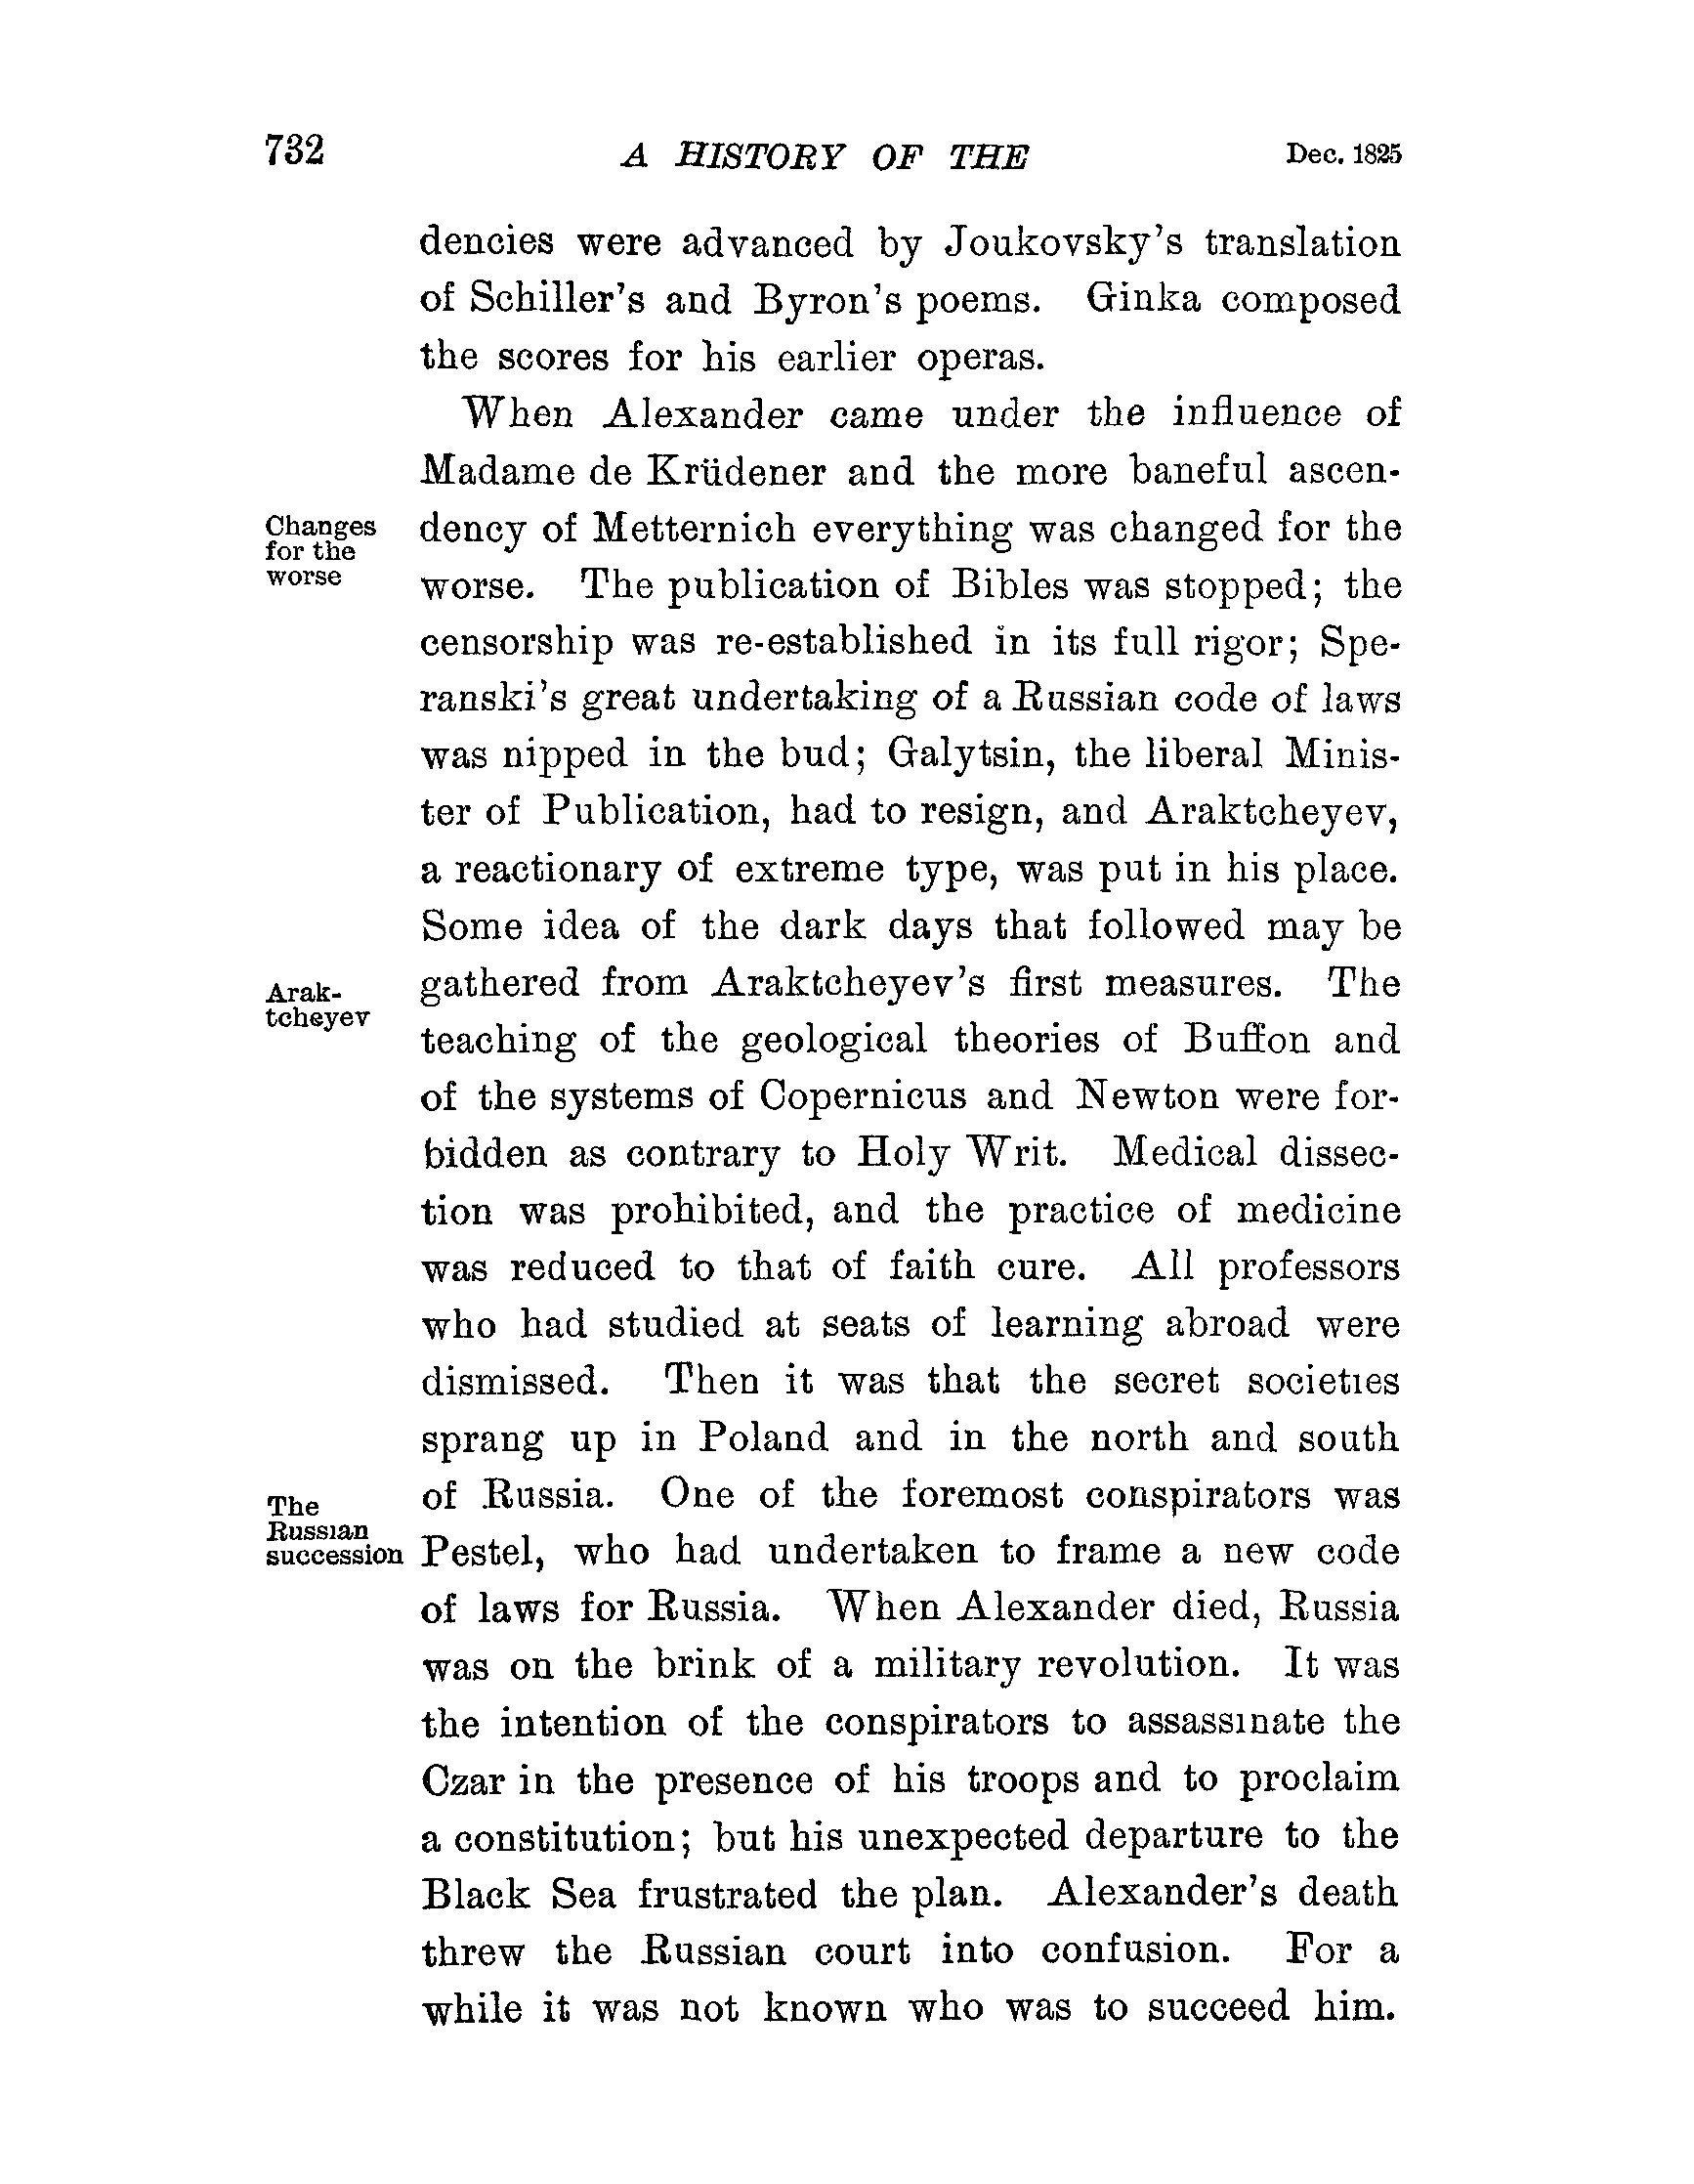 732 A HISTORY OF THE Dec. 1825
dencies were advanced by Joukovsky's translation
of Schiller's and Byron's poems. Ginka composed
the scores for his earlier operas.
When Alexander came under the influence of
Madame de Krüdener and the more baneful ascen-
Changes
for the
worse
dency of Metternich everything was changed for the
worse. The publication of Bibles was stopped; the
censorship was re-established in its full rigor; Spe-
ranski's great undertaking of a Russian code of laws
was nipped in the bud; Galytsin, the liberal Minis-
ter of Publication, had to resign, and Araktcheyev,
a reactionary of extreme type, was put in his place.
Some idea of the dark days that followed may be
Arak-
tcheyev
gathered from Araktcheyev's first measures. The
teaching of the geological theories of Buffon and
of the systems of Copernicus and Newton were for-
bidden as contrary to Holy Writ. Medical dissec-
tion was prohibited, and the practice of medicine
was reduced to that of faith cure. All professors
who had studied at seats of learning abroad were
dismissed. Then it was that the secret societies
sprang up in Poland and in the north and south
The
Russian
succession
of Russia. One of the foremost conspirators was
Pestel, who had undertaken to frame a new code
of laws for Russia. When Alexander died, Russia
was on the brink of a military revolution. It was
the intention of the conspirators to assassinate the
Czar in the presence of his troops and to proclaim
a constitution; but his unexpected departure to the
Black Sea frustrated the plan. Alexander's death
threw the Russian court into confusion. For a
while it was not known who was to succeed him.